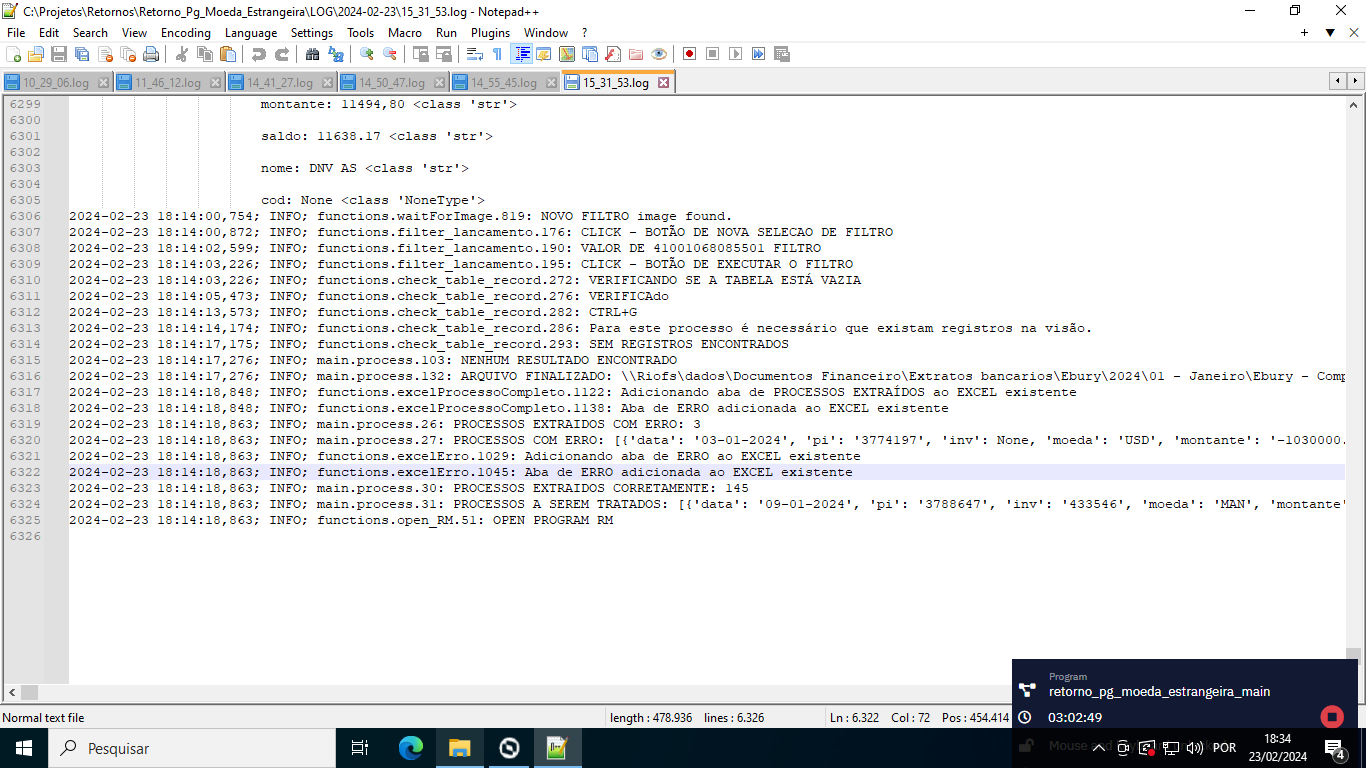 C:\Projetos\Retornos\Retorno_Pg_Moeda_Estrangeira\LOG\2024-02-23\15_31_53.log - Notepad++
File Edit Search View Encoding Language Settings Tools Macro Run Plugins Window ?
10_29_06.log 11_46_12.log 14_41_27.log 14_50_47.log 14_55_45.log 15_31_53.log
6299 montante: 11494,80 <class 'str'>
6300
6301 saldo: 11638.17 <class 'str'>
6302
6303 nome: DNV AS <class 'str'>
6304
6305 cod: None <class 'NoneType'>
6306 2024-02-23 18:14:00,754; INFO; functions.waitForImage.819: NOVO FILTRO image found.
6307 2024-02-23 18:14:00,872; INFO; functions.filter_lancamento.176: CLICK - BOTÃO DE NOVA SELECAO DE FILTRO
6308 2024-02-23 18:14:02,599; INFO; functions.filter_lancamento.190: VALOR DE 41001068085501 FILTRO
6309 2024-02-23 18:14:03,226; INFO; functions.filter_lancamento.195: CLICK - BOTÃO DE EXECUTAR O FILTRO
6310 2024-02-23 18:14:03,226; INFO; functions.check_table_record.272: VERIFICANDO SE A TABELA ESTÁ VAZIA
6311 2024-02-23 18:14:05,473; INFO; functions.check_table_record.276: VERIFICAdo
6312 2024-02-23 18:14:13,573; INFO; functions.check_table_record.282: CTRL+G
6313 2024-02-23 18:14:14,174; INFO; functions.check_table_record.286: Para este processo é necessário que existam registros na visão.
6314 2024-02-23 18:14:17,175; INFO; functions.check_table_record.293: SEM REGISTROS ENCONTRADOS
6315 2024-02-23 18:14:17,276; INFO; main.process.103: NENHUM RESULTADO ENCONTRADO
6316 2024-02-23 18:14:17,276; INFO; main.process.132: ARQUIVO FINALIZADO: \\Riofs\dados\Documentos Financeiro\Extratos bancarios\Ebury\2024\01 - Janeiro\Ebury - Comp
6317 2024-02-23 18:14:18,848; INFO; functions.excelProcessoCompleto.1122: Adicionando aba de PROCESSOS EXTRAÍDOS ao EXCEL existente
6318 2024-02-23 18:14:18,848; INFO; functions.excelProcessoCompleto.1138: Aba de ERRO adicionada ao EXCEL existente
6319 2024-02-23 18:14:18,863; INFO; main.process.26: PROCESSOS EXTRAIDOS COM ERRO: 3
6320 2024-02-23 18:14:18,863; INFO; main.process.27: PROCESSOS COM ERRO: [{'data': '03-01-2024', 'pi': '3774197', 'inv': None, 'moeda': 'USD', 'montante': '-1030000.
6321 2024-02-23 18:14:18,863; INFO; functions.excelErro.1029: Adicionando aba de ERRO ao EXCEL existente
6322 2024-02-23 18:14:18,863; INFO; functions.excelErro.1045: Aba de ERRO adicionada ao EXCEL existente
6323 2024-02-23 18:14:18,863; INFO; main.process.30: PROCESSOS EXTRAIDOS CORRETAMENTE: 145
6324 2024-02-23 18:14:18,863; INFO; main.process.31: PROCESSOS A SEREM TRATADOS: [{'data': '09-01-2024', 'pi': '3788647', 'inv': '433546', 'moeda': 'MAN', 'montante'
6325 2024-02-23 18:14:18,863; INFO; functions.open_RM.51: OPEN PROGRAM RM
6326
Program
retorno_pg_moeda_estrangeira_main
03:02:49
Normal text file length : 478.936 lines : 6.326 Ln : 6.322 Col : 72 Pos : 454.414
Pesquisar
Mouse and
POR
18:34
23/02/2024
4